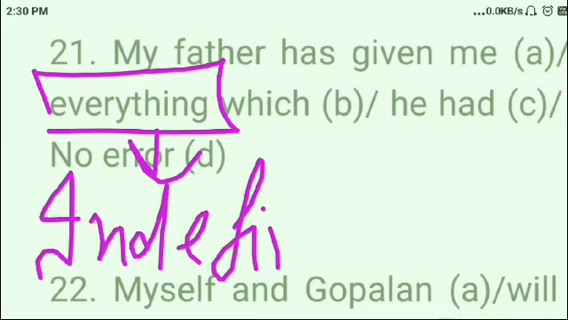 2:30 PM ...0.0KB/s
21. My father has given me (a)/
everything which (b)/ he had (c)/
No error (d)
Indefi
22. Myself and Gopalan (a)/will